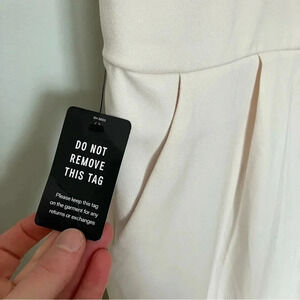 DO NOT
REMOVE
THIS TAG
Please keep this tag
on the garment for any
returns or exchanges